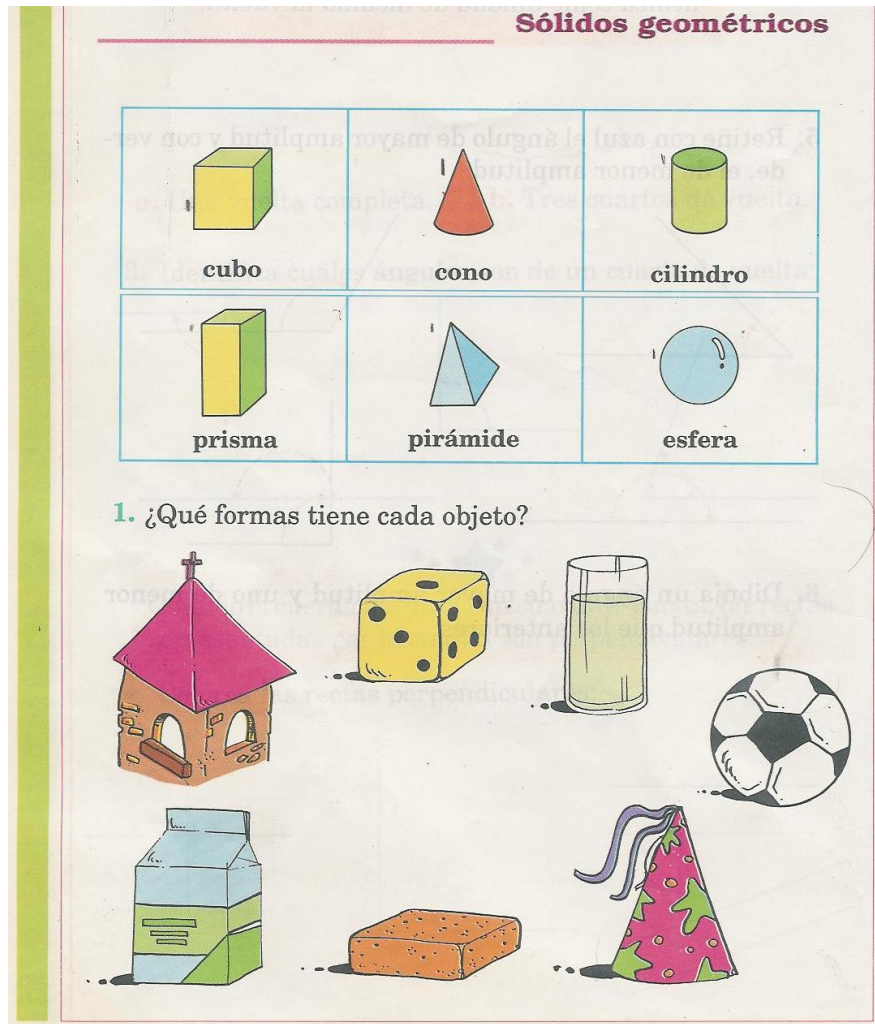 Sólidos geométricos
cubo
cono
cilindro
prisma
pirámide
esfera
1. ¿Qué formas tiene cada objeto?